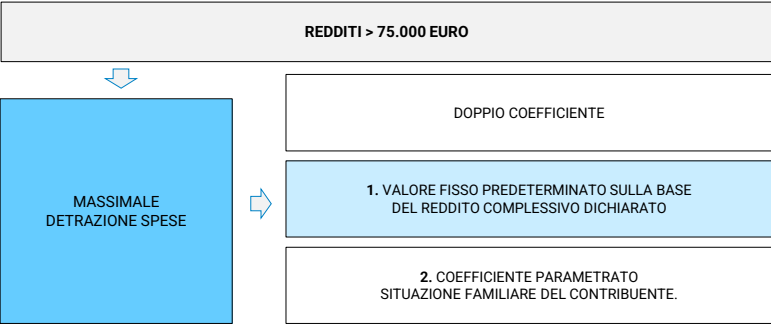 REDDITI > 75.000 EURO
MASSIMALE
DETRAZIONE SPESE
DOPPIO COEFFICIENTE
1. VALORE FISSO PREDETERMINATO SULLA BASE
DEL REDDITO COMPLESSIVO DICHIARATO
2. COEFFICIENTE PARAMETRATO
SITUAZIONE FAMILIARE DEL CONTRIBUENTE.